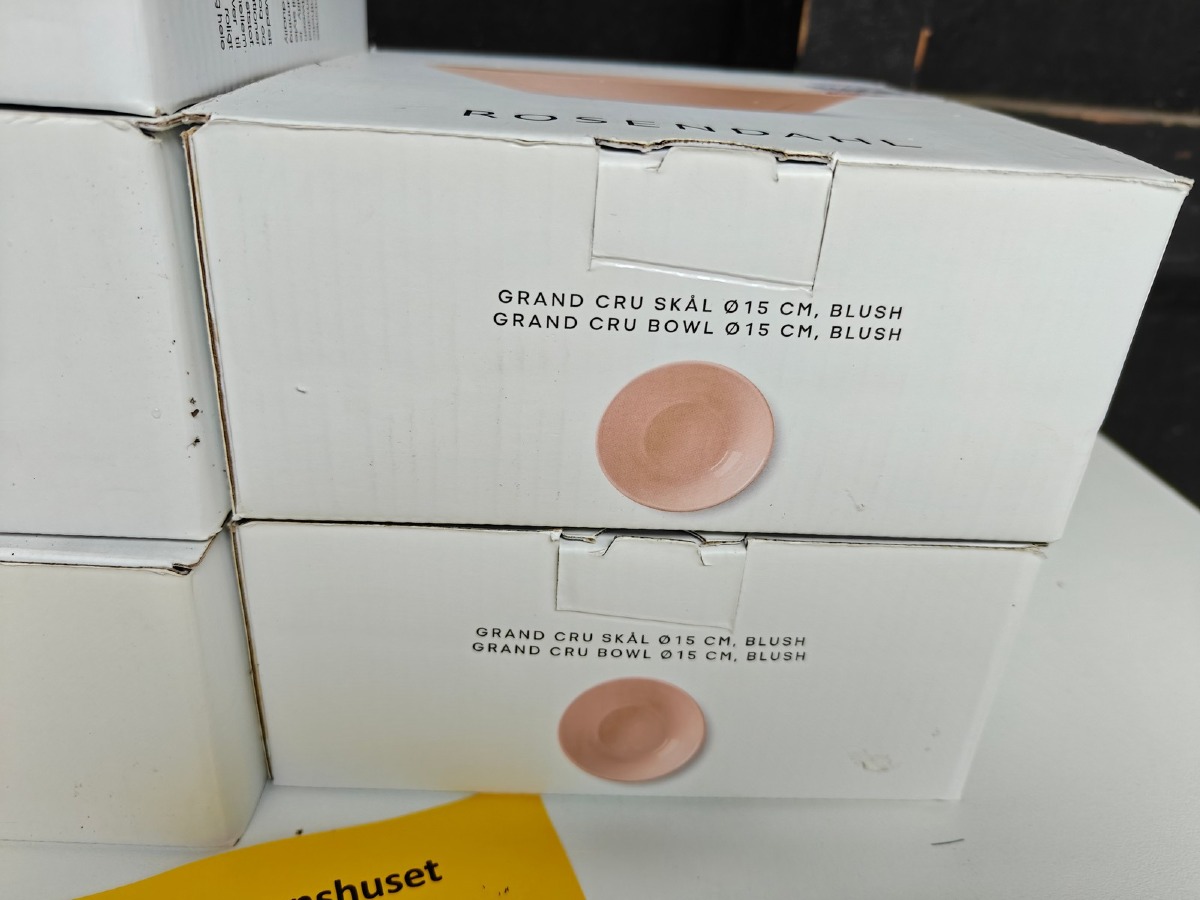 ROSENDAHL
GRAND CRU SKÅL Ø15 CM, BLUSH
GRAND CRU BOWL Ø15 CM, BLUSH
GRAND CRU SKÅL Ø15 CM, BLUSH
GRAND CRU BOWL Ø15 CM, BLUSH